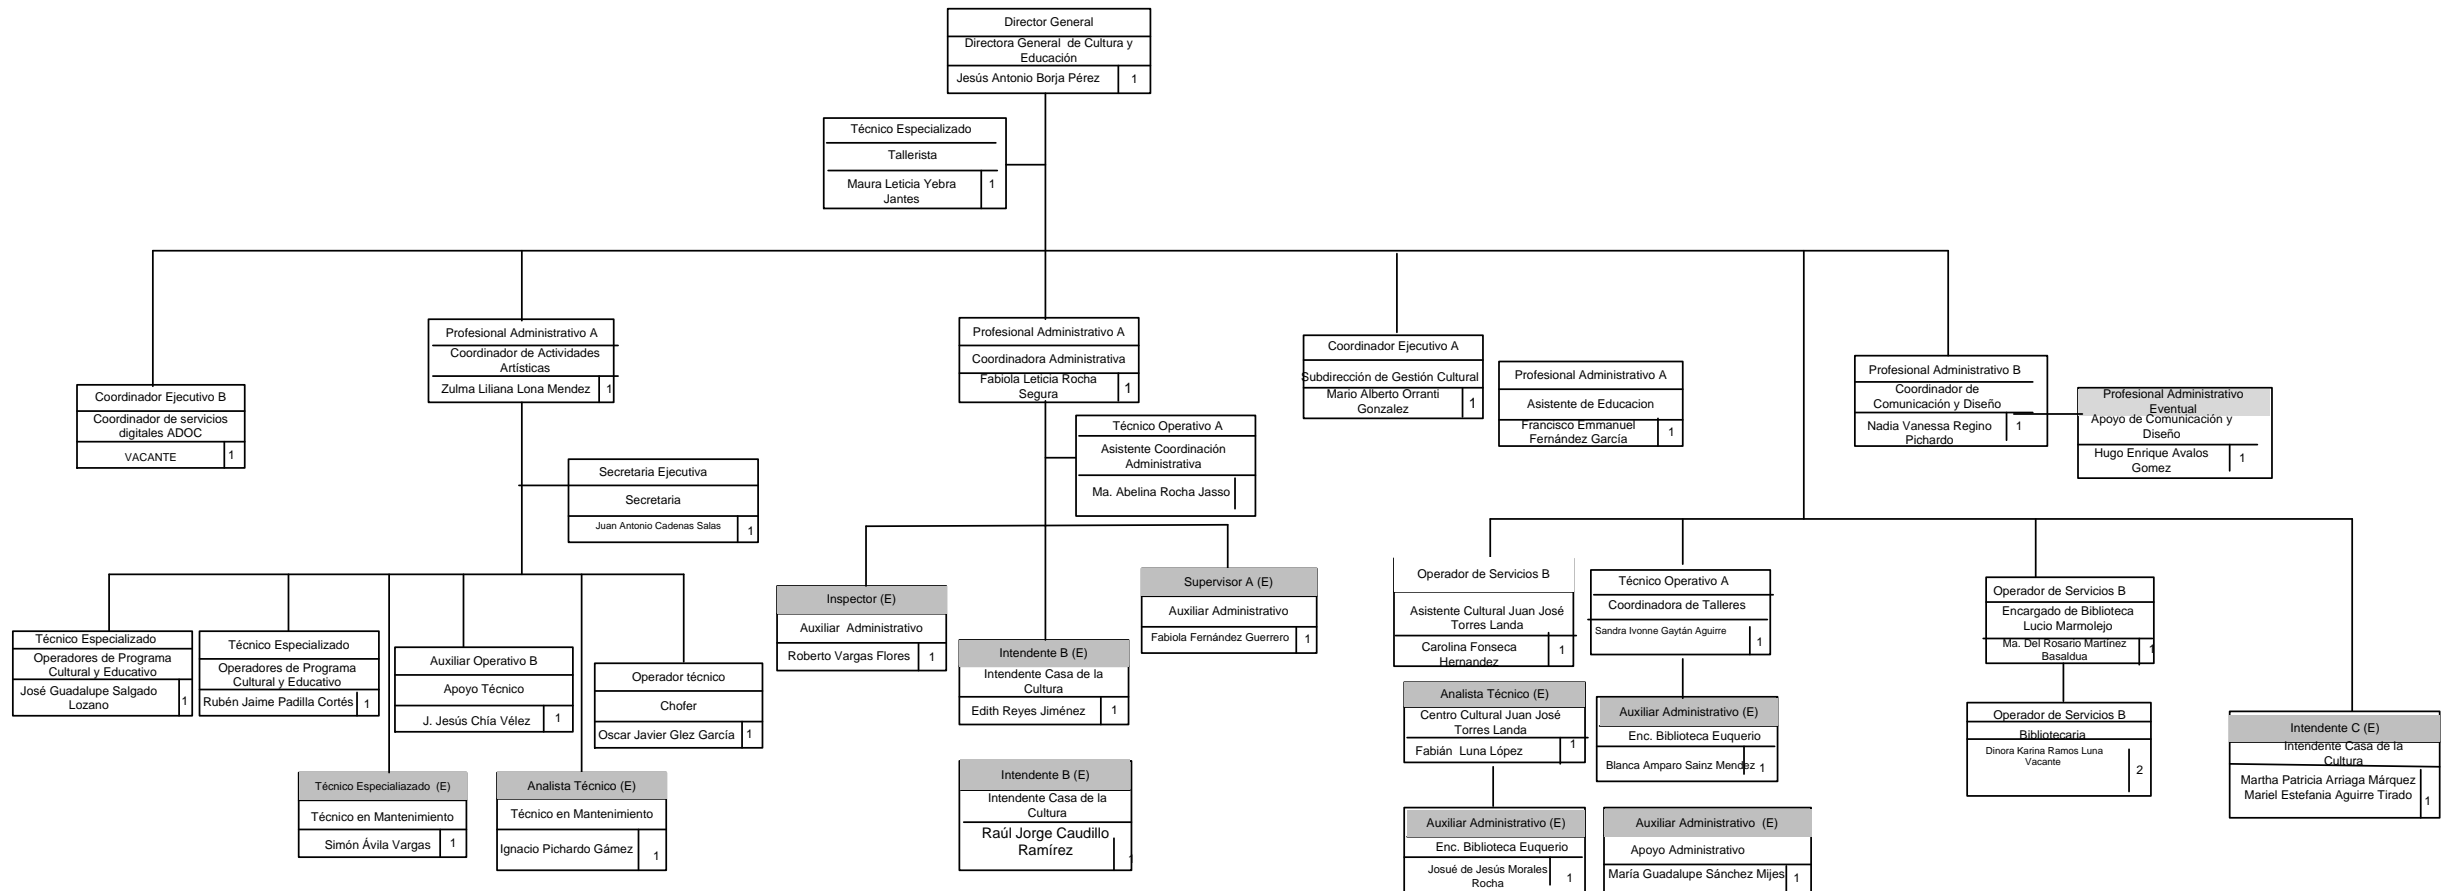 Director General
Directora General de Cultura y
Educación
Jesús Antonio Borja Pérez 1
Técnico Especializado
Tallerista
Maura Leticia Yebra
Jantes
1
Coordinador Ejecutivo B
Coordinador de servicios
digitales ADOC
VACANTE 1
Profesional Administrativo A
Coordinador de Actividades
Artísticas
Zulma Liliana Lona Mendez 1
Secretaria Ejecutiva
Secretaria
Juan Antonio Cadenas Salas 1
Técnico Especializado
Operadores de Programa
Cultural y Educativo
José Guadalupe Salgado
Lozano
1
Técnico Especializado
Operadores de Programa
Cultural y Educativo
Rubén Jaime Padilla Cortés 1
Técnico Especialiazado (E)
Técnico en Mantenimiento
Simón Ávila Vargas 1
Auxiliar Operativo B
Apoyo Técnico
J. Jesús Chía Vélez 1
Analista Técnico (E)
Técnico en Mantenimiento
Ignacio Pichardo Gámez 1
Operador técnico
Chofer
Oscar Javier Glez García 1
Profesional Administrativo A
Coordinadora Administrativa
Fabiola Leticia Rocha
Segura
1
Técnico Operativo A
Asistente Coordinación
Administrativa
Ma. Abelina Rocha Jasso
Inspector (E)
Auxiliar Administrativo
Roberto Vargas Flores 1
Intendente B (E)
Intendente Casa de la
Cultura
Edith Reyes Jiménez 1
Intendente B (E)
Intendente Casa de la
Cultura
Raúl Jorge Caudillo
Ramírez
1
Supervisor A (E)
Auxiliar Administrativo
Fabiola Fernández Guerrero 1
Coordinador Ejecutivo A
Subdirección de Gestión Cultural
Mario Alberto Orranti
Gonzalez
1
Profesional Administrativo A
Asistente de Educacion
Francisco Emmanuel
Fernández García
1
Profesional Administrativo B
Coordinador de
Comunicación y Diseño
Nadia Vanessa Regino
Pichardo
1
Profesional Administrativo
Eventual
Apoyo de Comunicación y
Diseño
Hugo Enrique Avalos
Gomez
1
Operador de Servicios B
Asistente Cultural Juan José
Torres Landa
Carolina Fonseca
Hernandez
1
Analista Técnico (E)
Centro Cultural Juan José
Torres Landa
Fabián Luna López 1
Auxiliar Administrativo (E)
Enc. Biblioteca Euquerio
Josué de Jesús Morales
Rocha
1
Técnico Operativo A
Coordinadora de Talleres
Sandra Ivonne Gaytán Aguirre 1
Auxiliar Administrativo (E)
Enc. Biblioteca Euquerio
Blanca Amparo Sainz Mendez 1
Auxiliar Administrativo (E)
Apoyo Administrativo
María Guadalupe Sánchez Mijes 1
Operador de Servicios B
Encargado de Biblioteca
Lucio Marmolejo
Ma. Del Rosario Martínez
Basaldua
1
Operador de Servicios B
Bibliotecaria
Dinora Karina Ramos Luna
Vacante
2
Intendente C (E)
Intendente Casa de la
Cultura
Martha Patricia Arriaga Márquez
Mariel Estefania Aguirre Tirado
1